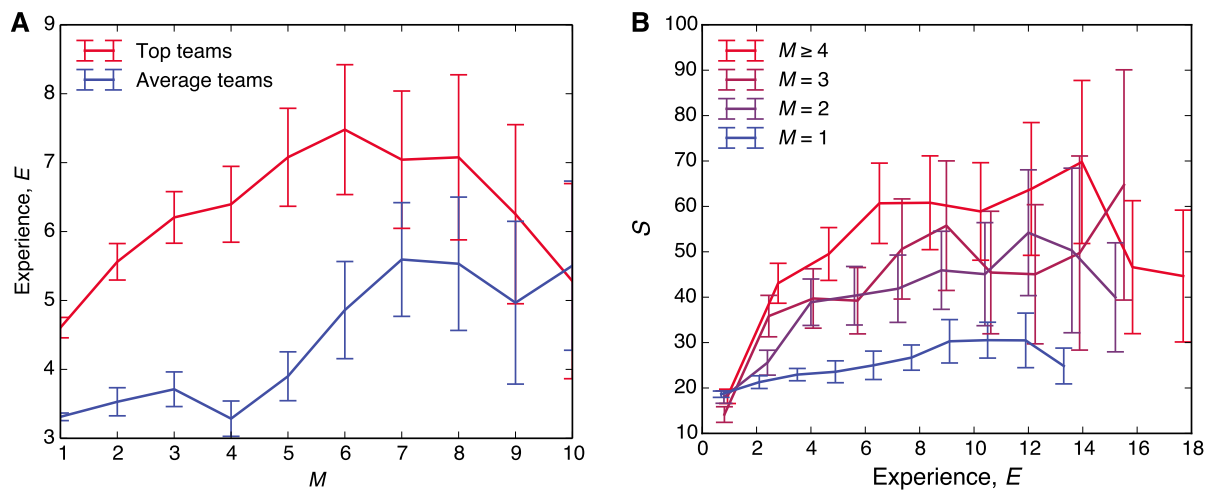 A
9
8
7
6
5
4
3
Experience, E
Top teams
Average teams
1 2 3 4 5 6 7 8 9 10
M
B
100
90
80
70
60
50
40
30
20
10
S
M ≥ 4
M = 3
M = 2
M = 1
0 2 4 6 8 10 12 14 16 18
Experience, E